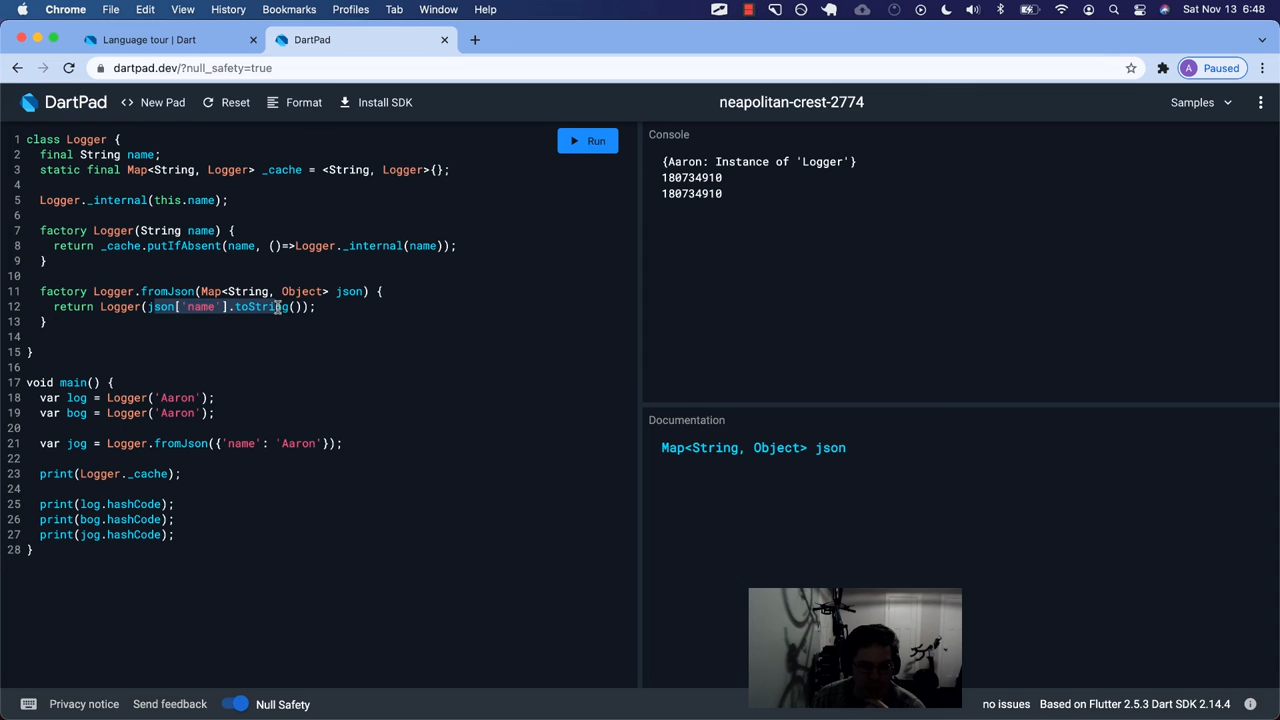 Chrome File Edit View History Bookmarks Profiles Tab Window Help Sat Nov 13 6:48
Language tour | Dart
DartPad
dartpad.dev/?null_safety=true
A Paused
DartPad
New Pad
Reset
Format
Install SDK
neapolitan-crest-2774
Samples
1 class Logger {
2 final String name;
3 static final Map<String, Logger> _cache = <String, Logger>{};
4
5 Logger._internal(this.name);
6
7 factory Logger(String name) {
8 return _cache.putIfAbsent(name, ()=>Logger._internal(name));
9 }
10
11 factory Logger.fromJson(Map<String, Object> json) {
12 return Logger(json['name'].toString());
13 }
14
15 }
16
17 void main() {
18 var log = Logger('Aaron');
19 var bog = Logger('Aaron');
20
21 var jog = Logger.fromJson({'name': 'Aaron'});
22
23 print(Logger._cache);
24
25 print(log.hashCode);
26 print(bog.hashCode);
27 print(jog.hashCode);
28 }
Run
Console
{Aaron: Instance of 'Logger'}
180734910
180734910
Documentation
Map<String, Object> json
Privacy notice
Send feedback
Null Safety
no issues
Based on Flutter 2.5.3 Dart SDK 2.14.4